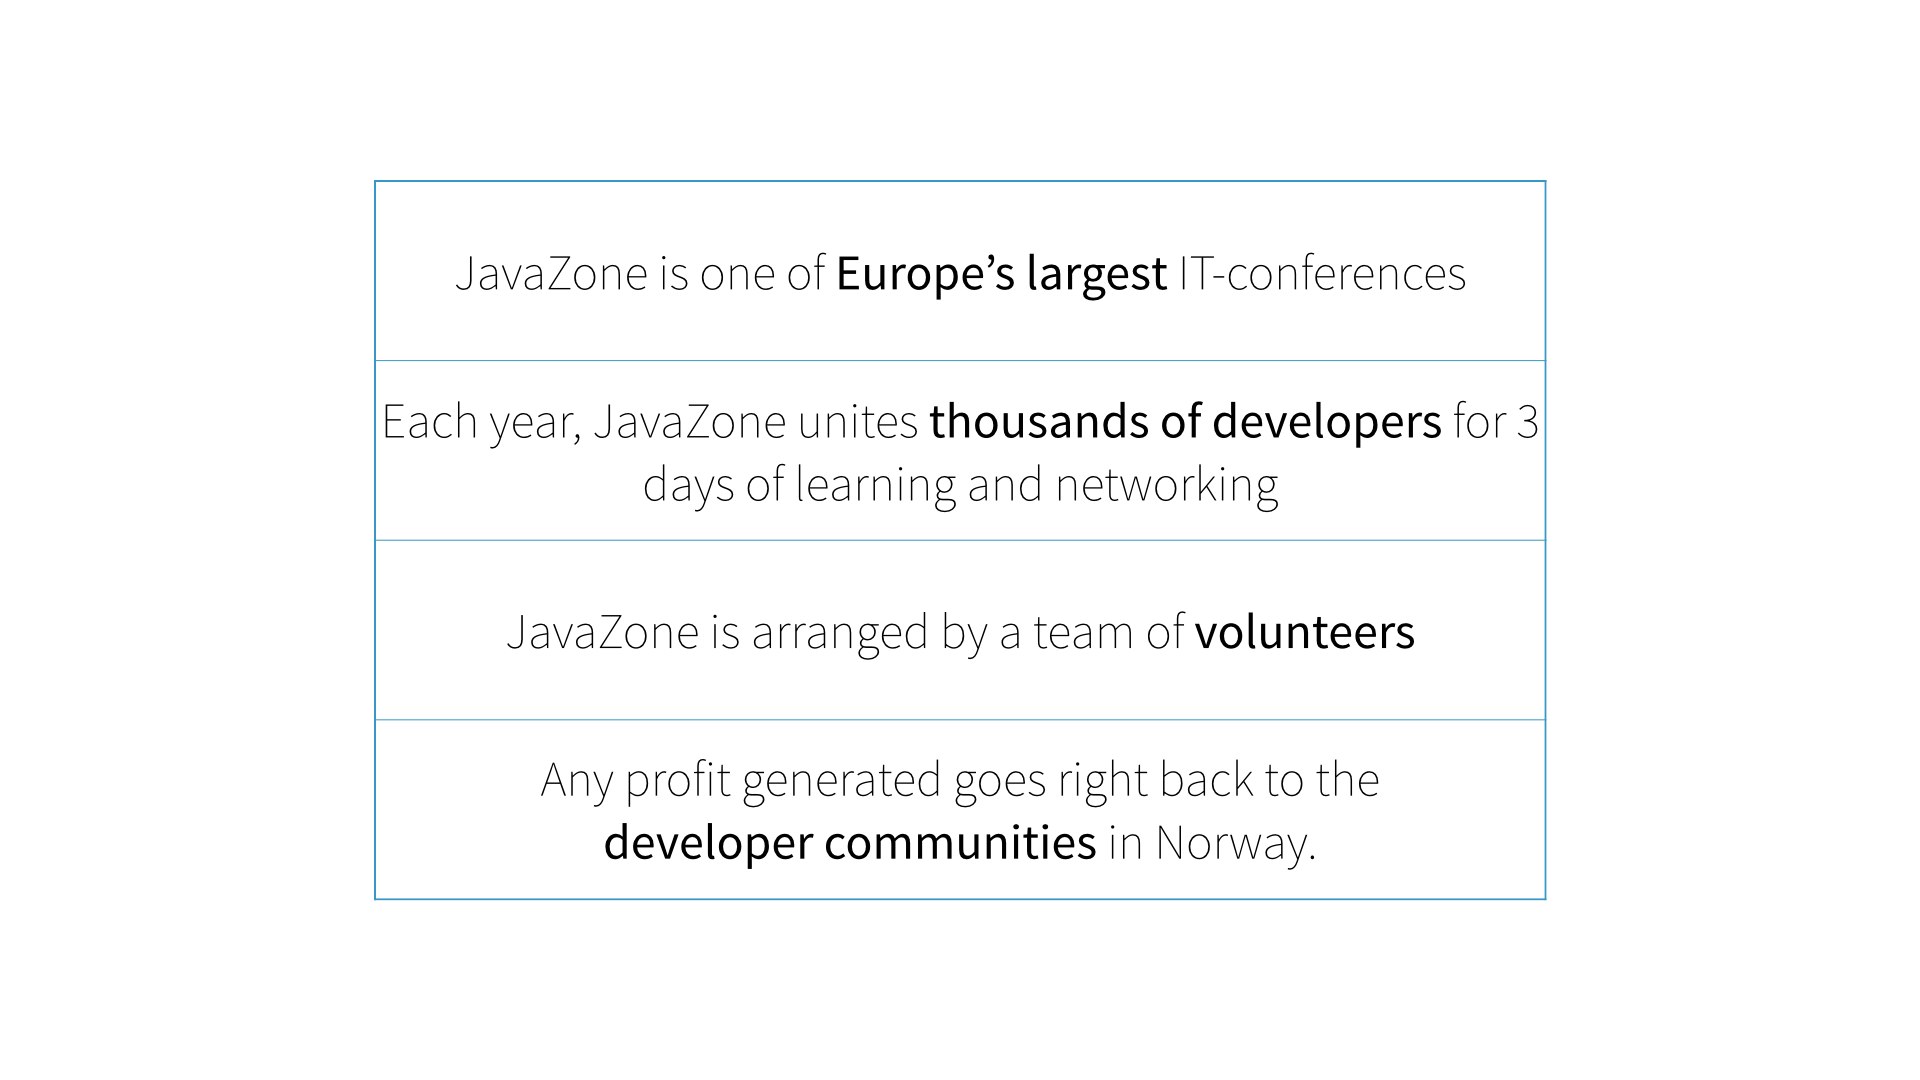 JavaZone is one of Europe’s largest IT-conferences
Each year, JavaZone unites thousands of developers for 3
days of learning and networking
JavaZone is arranged by a team of volunteers
Any profit generated goes right back to the
developer communities in Norway.